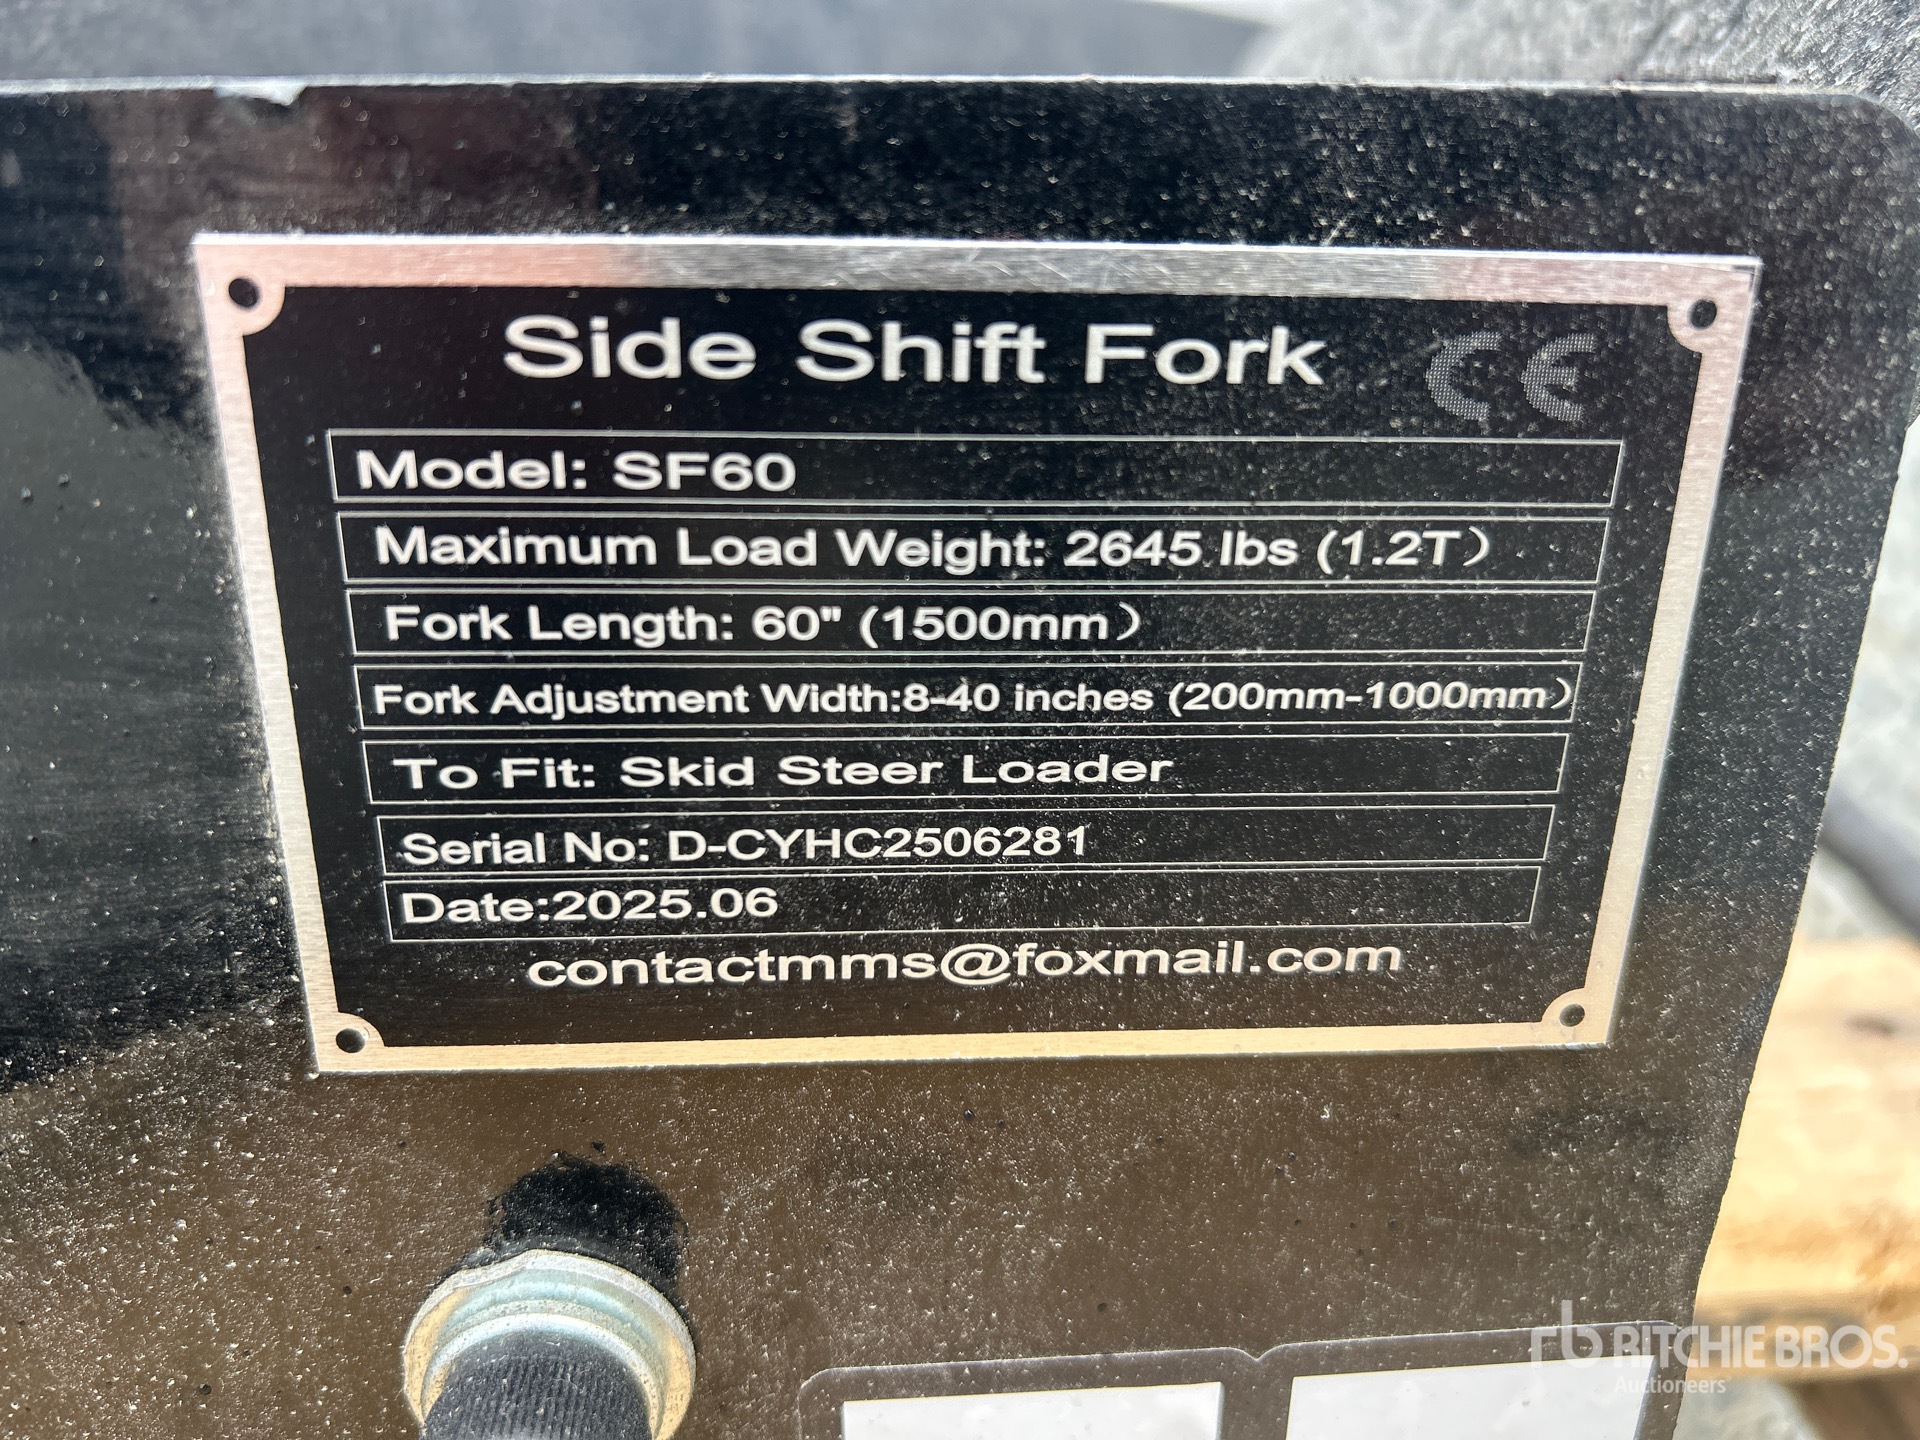 Side Shift Fork CE
Model: SF60
Maximum Load Weight: 2645 lbs (1.2T）
Fork Length: 60" (1500mm）
Fork Adjustment Width:8-40 inches (200mm-1000mm）
To Fit: Skid Steer Loader
Serial No: D-CYHC2506281
Date:2025.06
contactmms@foxmail.com
rb RITCHIE BROS.
Auctioneers